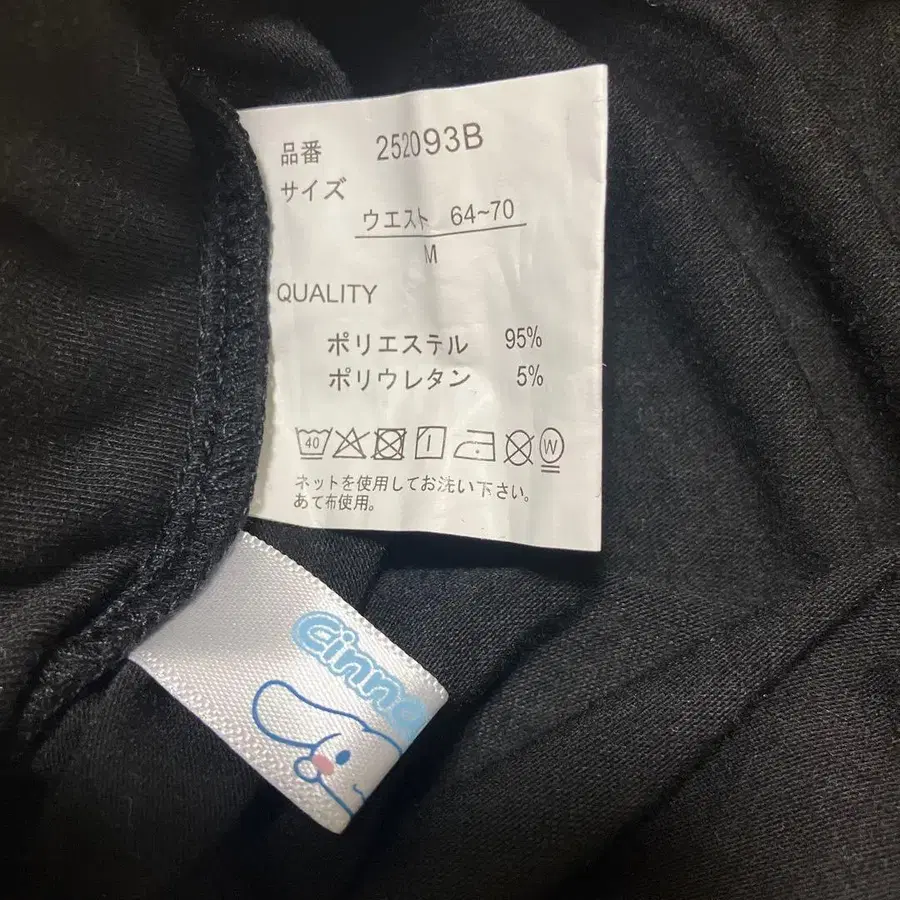 品番 252093B
サイズ
ウエスト 64~70
M
QUALITY
ポリエステル 95%
ポリウレタン 5%
40
W
ネットを使用してお洗い下さい。
あて布使用。
Cinna